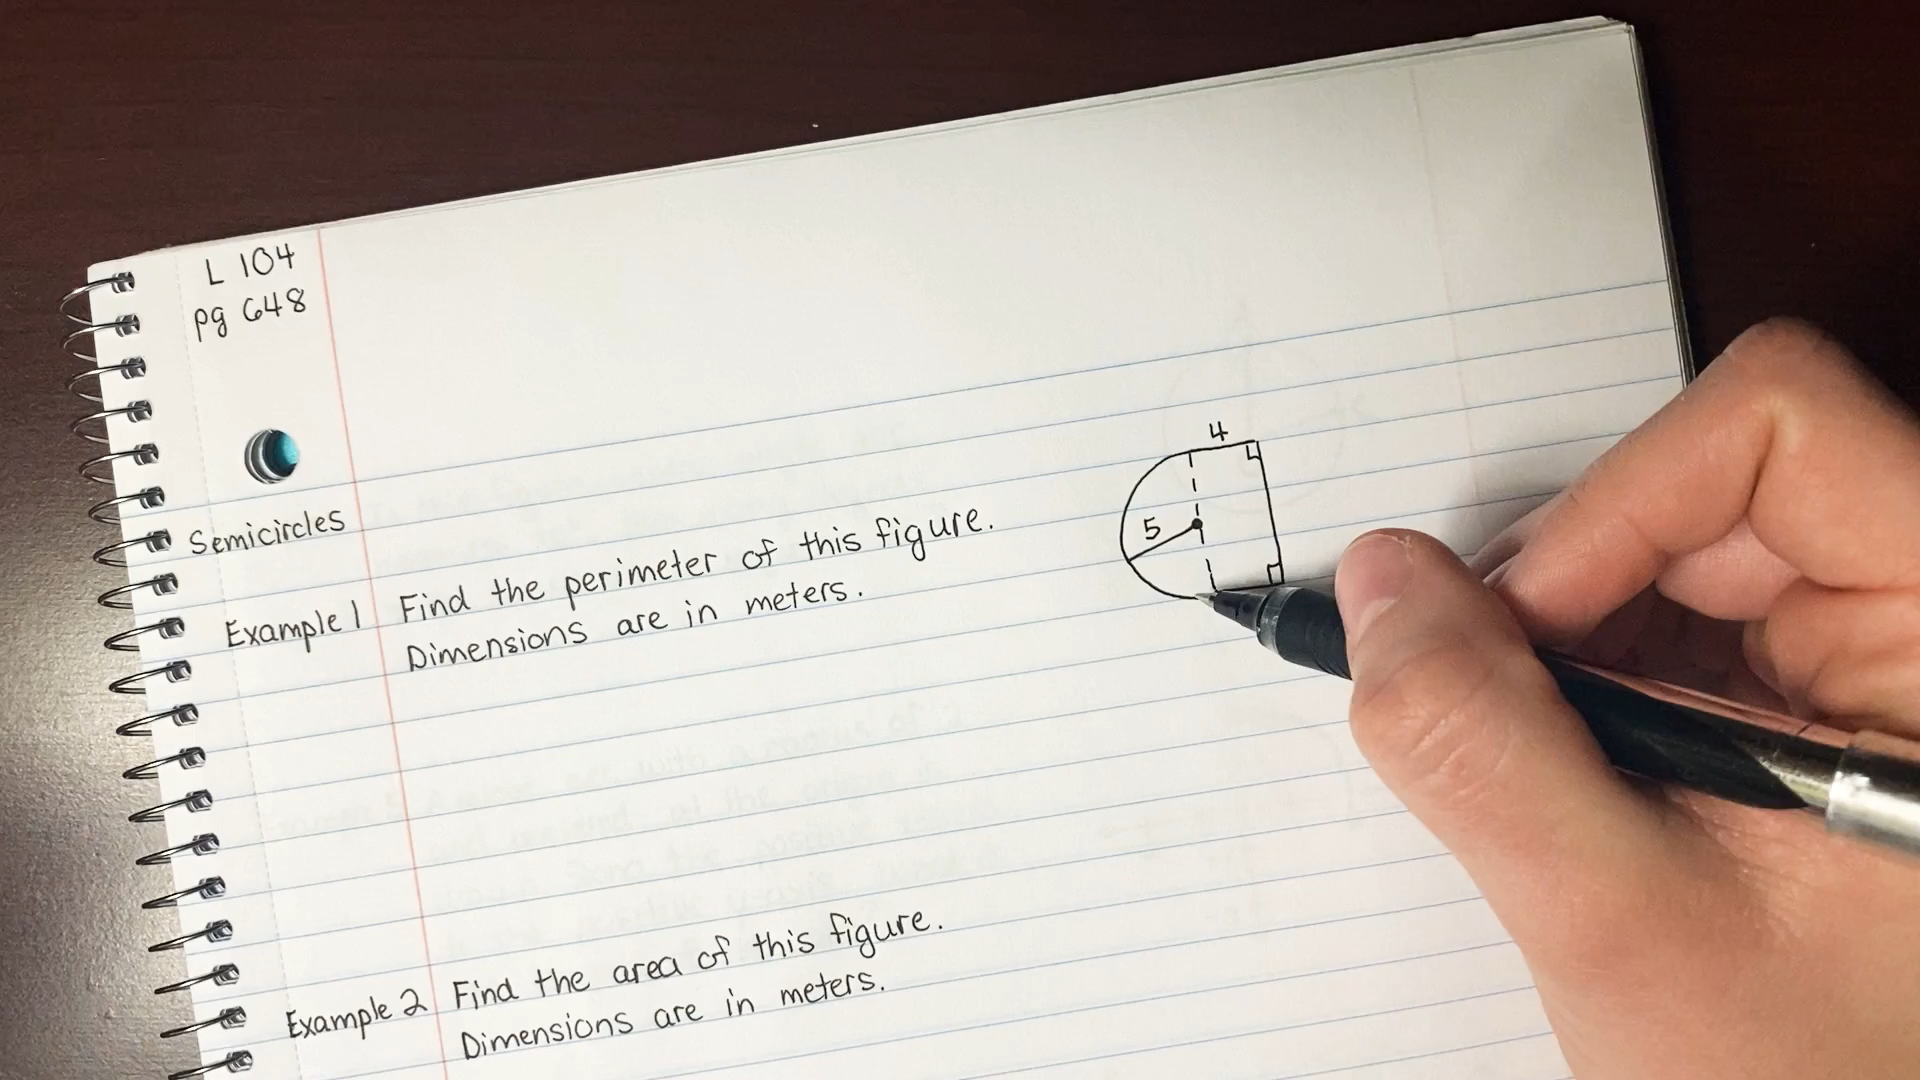 L 104
pg 648
Semicircles
Example 1
Find the perimeter of this figure.
Dimensions are in meters.
4
5
Example 2
Find the area of this figure.
Dimensions are in meters.